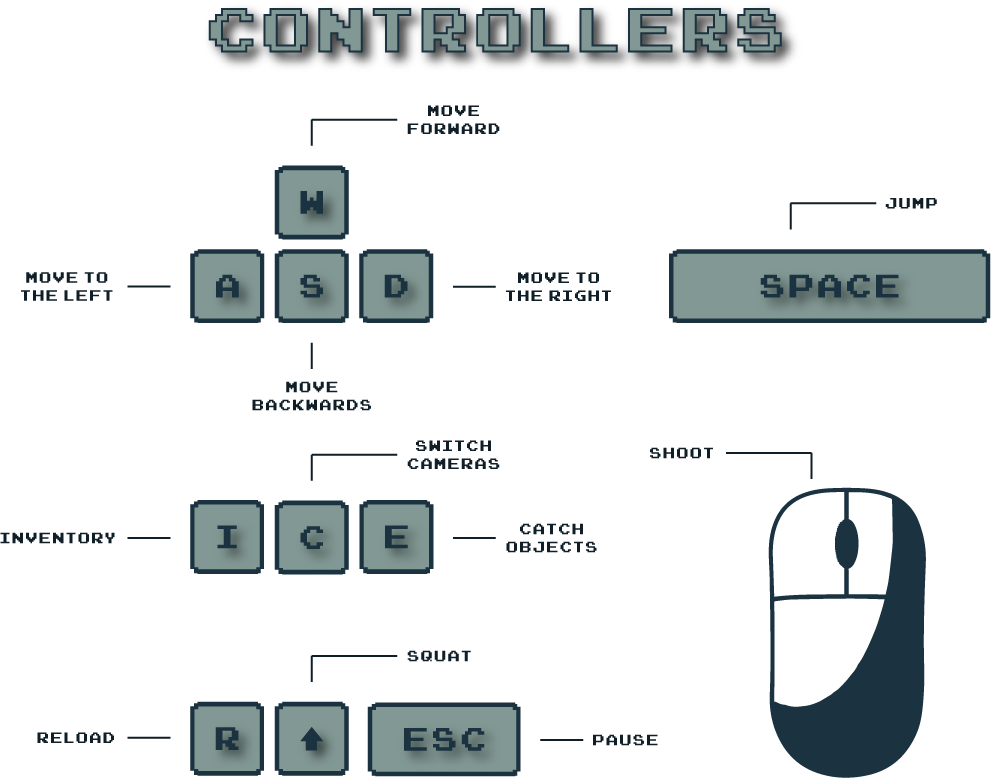 CONTROLLERS
MOVE
FORWARD
W
JUMP
MOVE TO
THE LEFT
A
S
D
MOVE TO
THE RIGHT
SPACE
MOVE
BACKWARDS
SWITCH
CAMERAS
SHOOT
INVENTORY
I
C
E
CATCH
OBJECTS
SQUAT
RELOAD
R
ESC
PAUSE